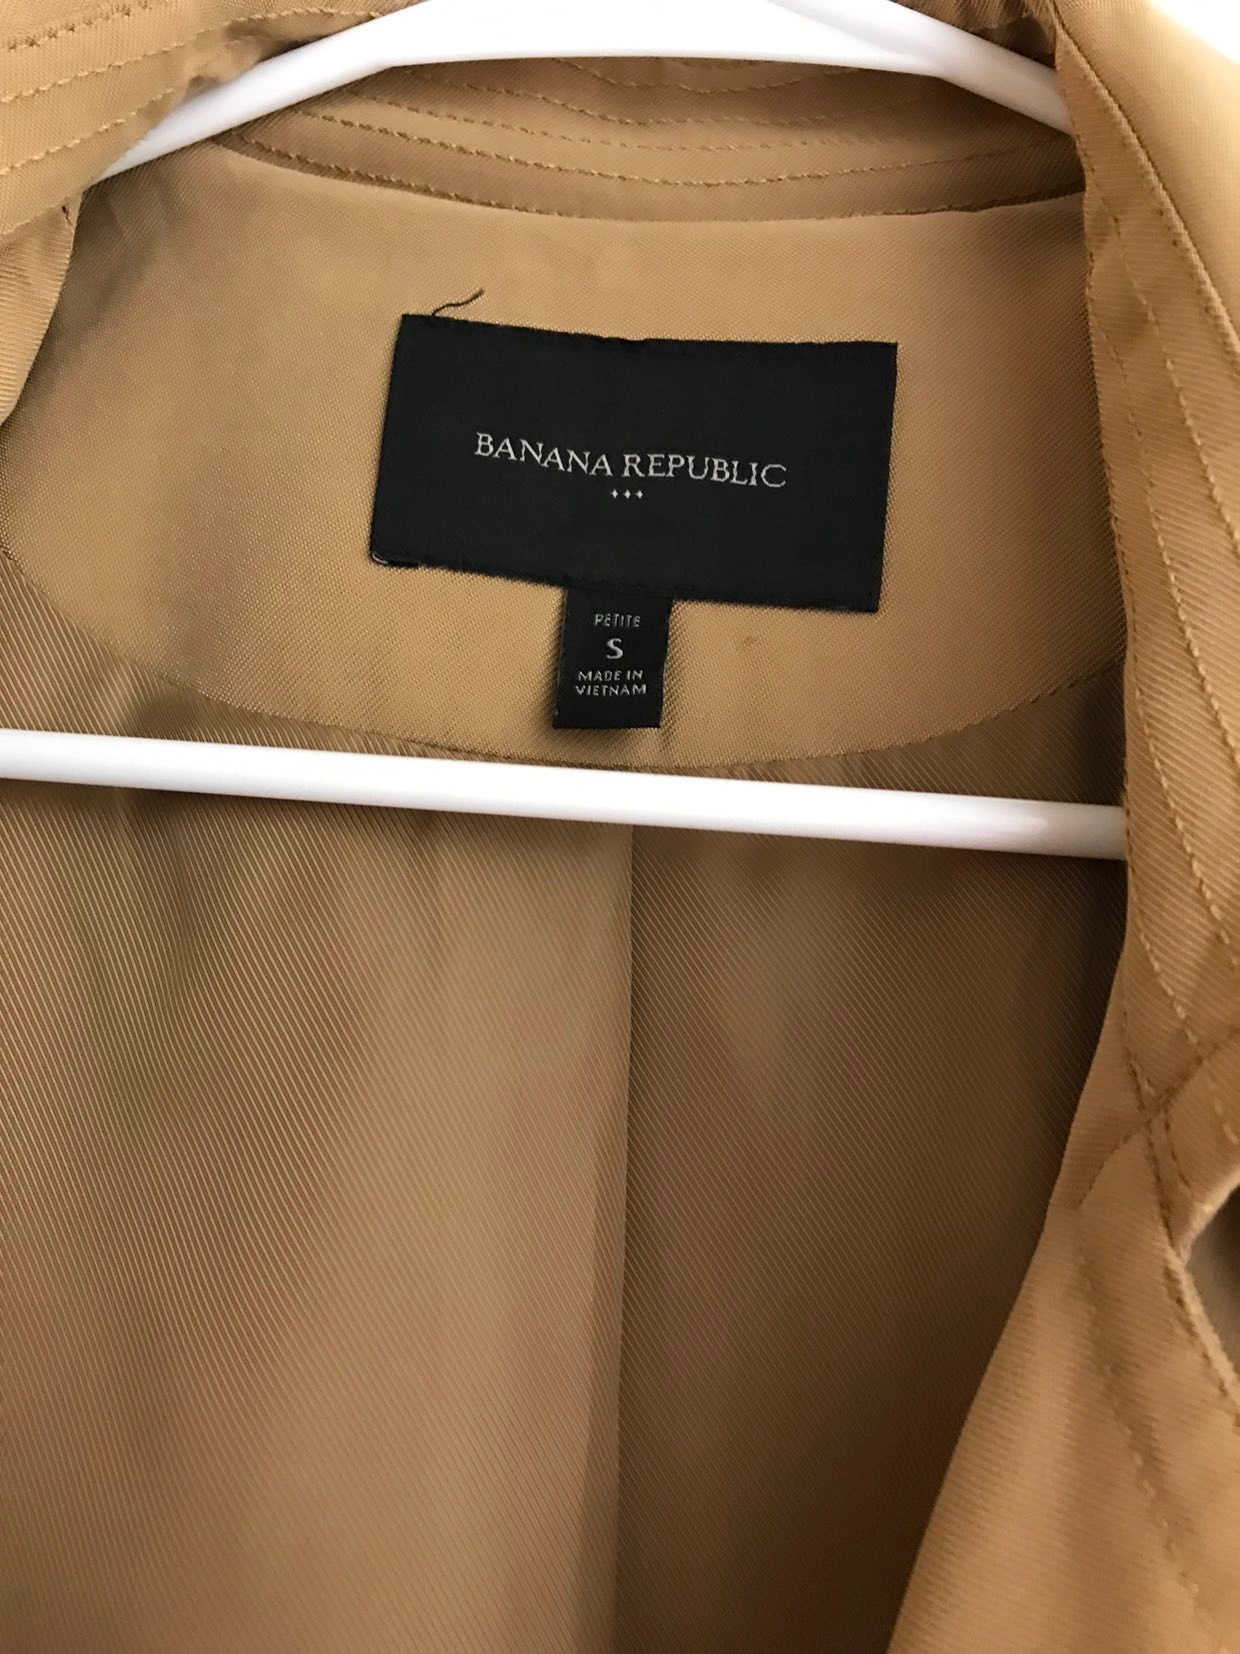 BANANA REPUBLIC
PETITE
S
MADE IN
VIETNAM